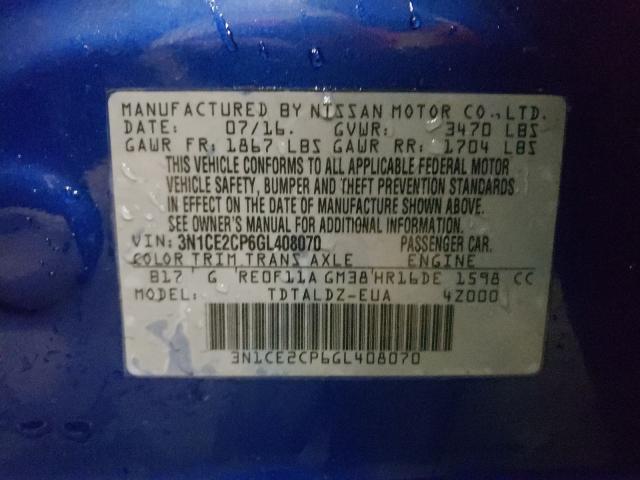 MANUFACTURED BY NISSAN MOTOR CO.,LTD.
DATE: 07/16. GVWR: 3470 LBS
GAWR FR: 1867 LBS GAWR RR: 1704 LBS
THIS VEHICLE CONFORMS TO ALL APPLICABLE FEDERAL MOTOR
VEHICLE SAFETY, BUMPER AND THEFT PREVENTION STANDARDS
IN EFFECT ON THE DATE OF MANUFACTURE SHOWN ABOVE.
SEE OWNER'S MANUAL FOR ADDITIONAL INFORMATION.
VIN: 3N1CE2CP6GL408070 PASSENGER CAR.
COLOR TRIM TRANS AXLE ENGINE
B17 G RE0F11A GM38 HR16DE 1598 CC
MODEL: TDTALDZ-EUA 4Z000
3N1CE2CP6GL408070